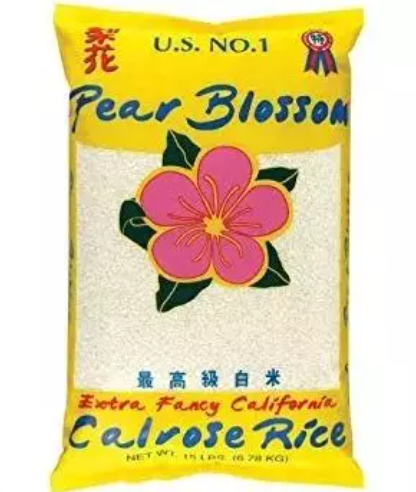 梨花
U.S. NO.1
Pear Blossom
最高級白米
Extra Fancy California
Calrose Rice
NET WT. 15 LBS. (6.78 KG)